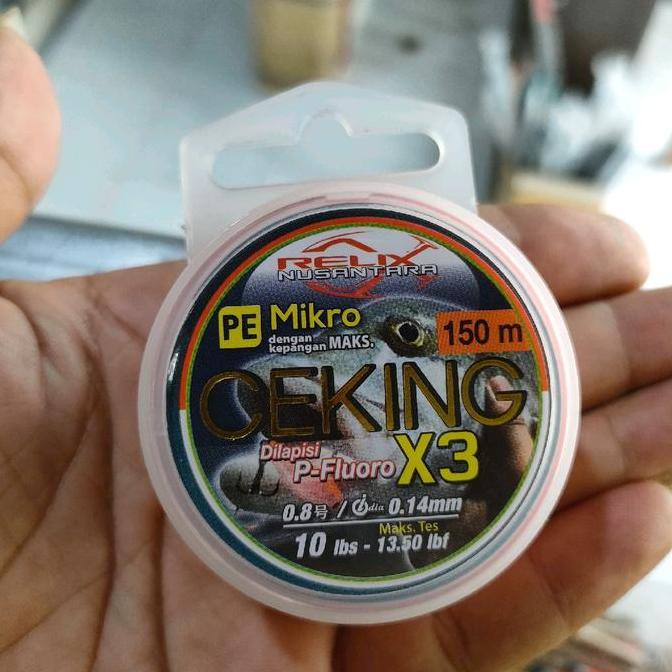 RELIX
NUSANTARA
PE Mikro
dengan
kepangan MAKS.
150 m
CEKING
Dilapisi
P-Fluoro X3
0.8号 / dia 0.14mm
Maks. Tes
10 lbs - 13.50 lbf